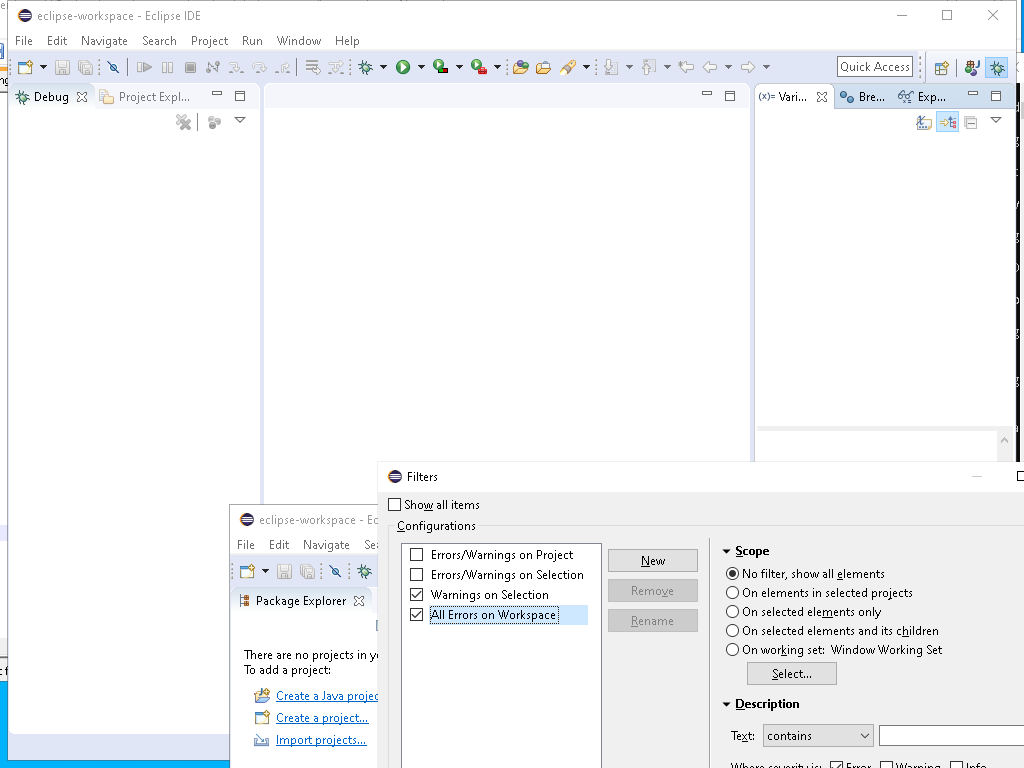 eclipse-workspace - Eclipse IDE
File Edit Navigate Search Project Run Window Help
Quick Access
Debug Project Expl... (x)= Vari... Bre... Exp...
Filters
Show all items
Configurations
Errors/Warnings on Project
Errors/Warnings on Selection
Warnings on Selection
All Errors on Workspace
New
Remove
Rename
Scope
No filter, show all elements
On elements in selected projects
On selected elements only
On selected elements and its children
On working set: Window Working Set
Select...
Description
Text: contains
Where severity is: Error Warning Info
eclipse-workspace - Ec
File Edit Navigate Sea
Package Explorer
There are no projects in yo
To add a project:
Create a Java projec
Create a project...
Import projects...